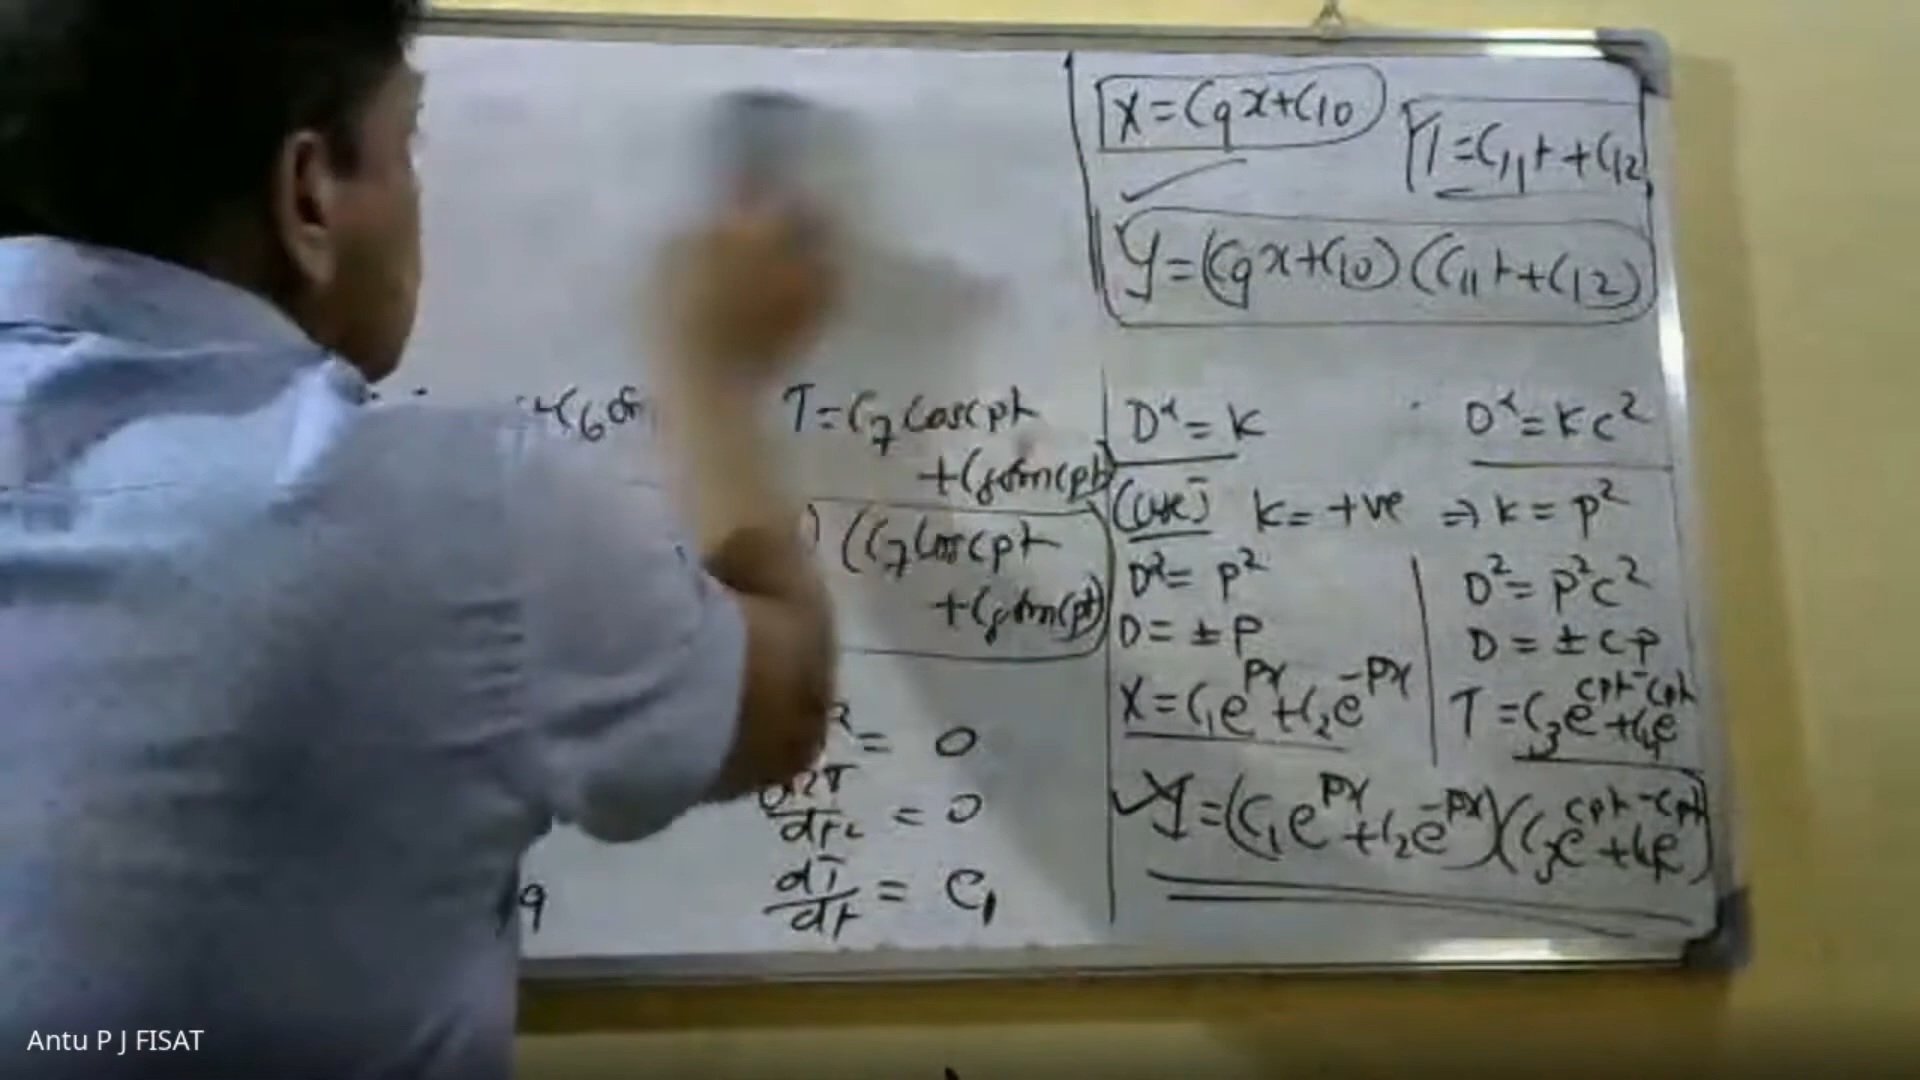 X = C9x + C10
T = C11t + C12
y = (C9x + C10) (C11t + C12)
T = C7 cos cpt
+ C8 sin cpt
) (C7 cos cpt
+ C8 sin cpt)
= 0
d²T/dt² = 0
dT/dt = C1
9
D² = k
D² = kc²
Case 1 k = +ve ⇒ k = p²
D² = p²
D = ± p
X = C1e^px + C2e^-px
D² = p²c²
D = ± cp
T = C3e^cpt + C4e^-cpt
y = (C1e^px + C2e^-px)(C3e^cpt + C4e^-cpt)
Antu P J FISAT